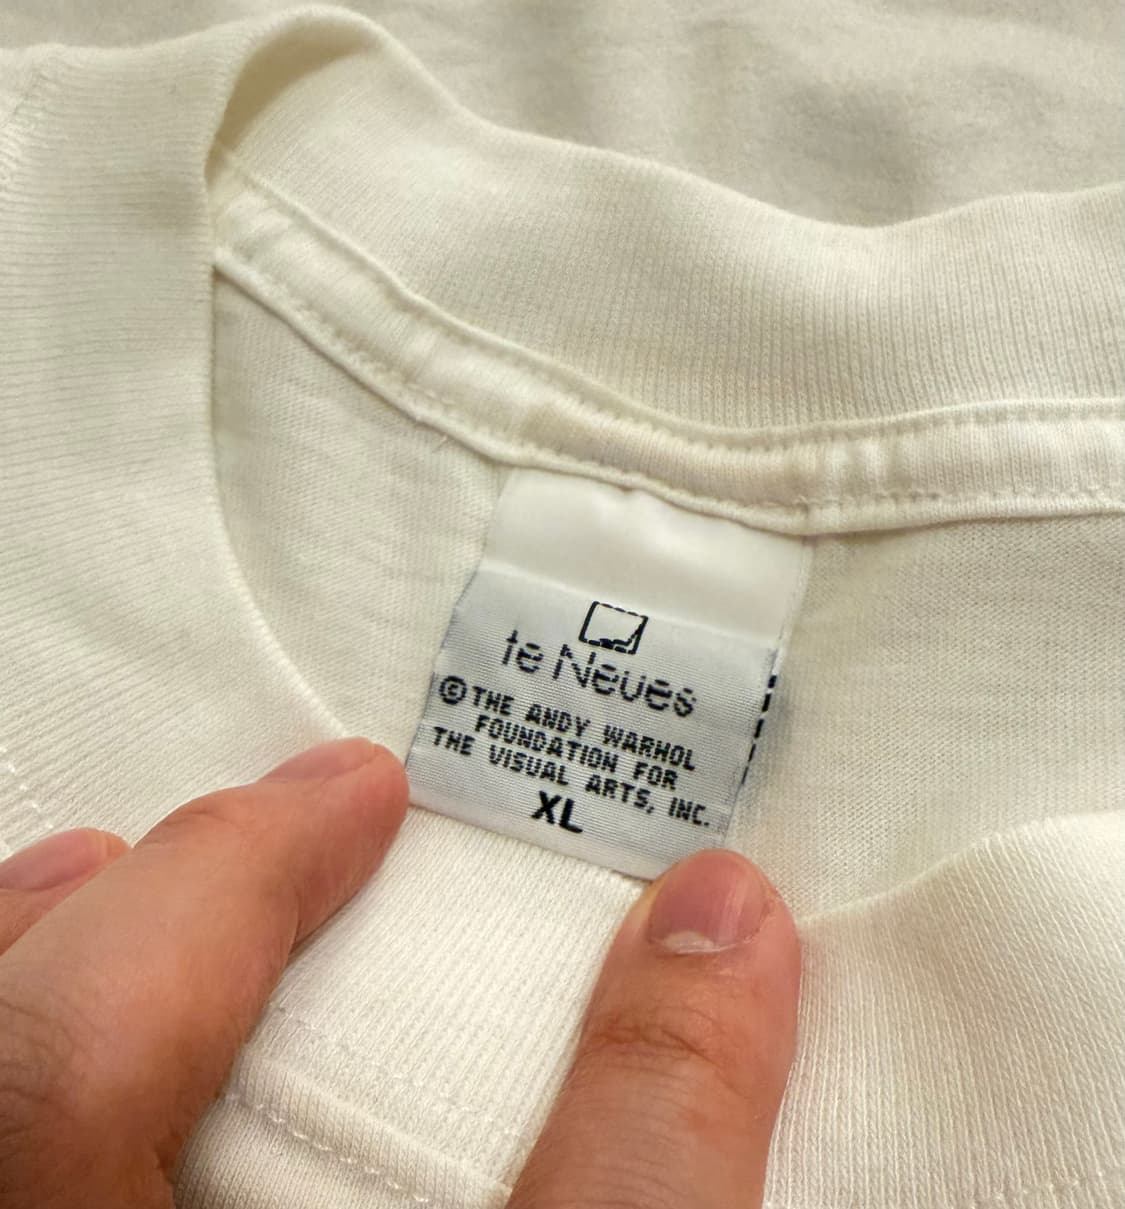 te Neues
© THE ANDY WARHOL
FOUNDATION FOR
THE VISUAL ARTS, INC.
XL